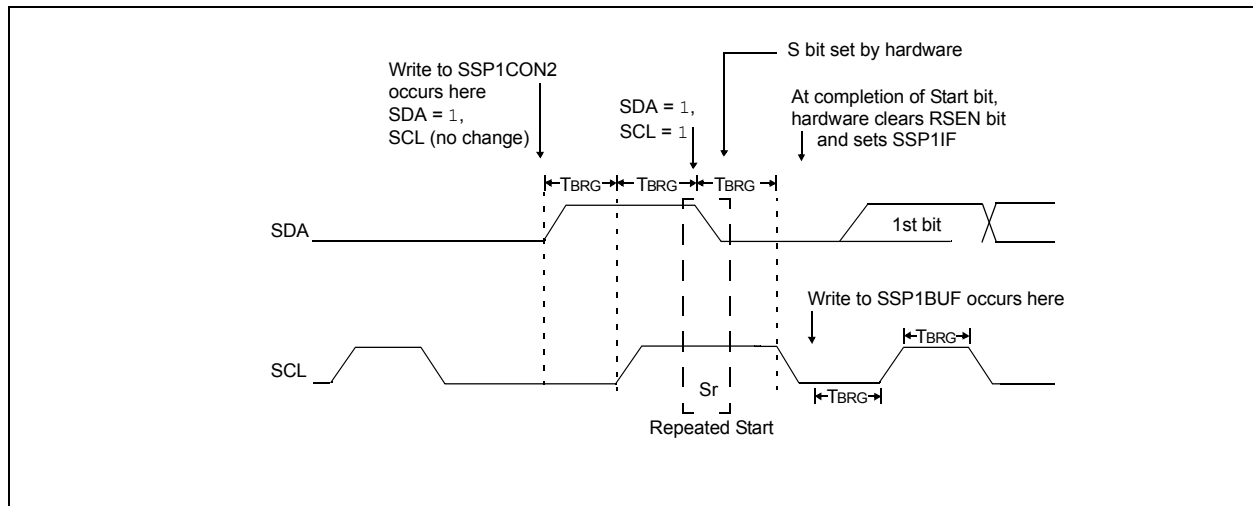 S bit set by hardware
Write to SSP1CON2
occurs here
SDA = 1,
SCL (no change)
SDA = 1,
SCL = 1
At completion of Start bit,
hardware clears RSEN bit
and sets SSP1IF
TBRG TBRG TBRG
SDA
1st bit
Write to SSP1BUF occurs here
TBRG
SCL
Sr
TBRG
Repeated Start